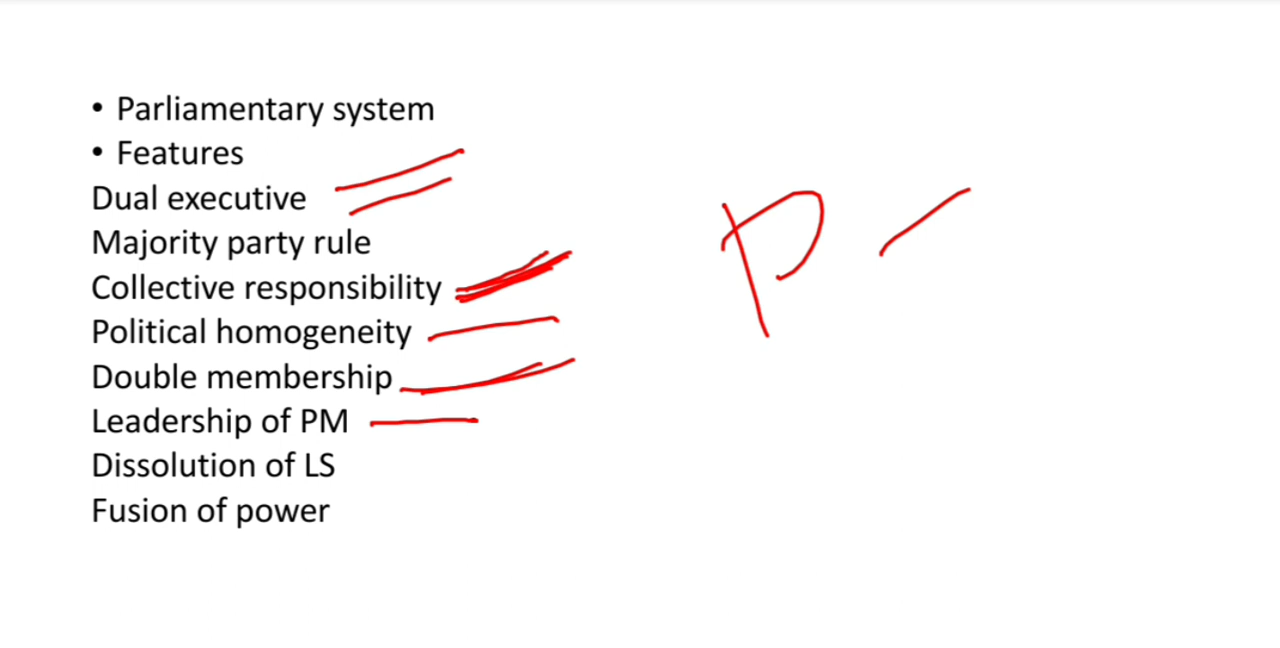 • Parliamentary system
• Features
Dual executive
Majority party rule
Collective responsibility
Political homogeneity
Double membership
Leadership of PM
Dissolution of LS
Fusion of power
P -